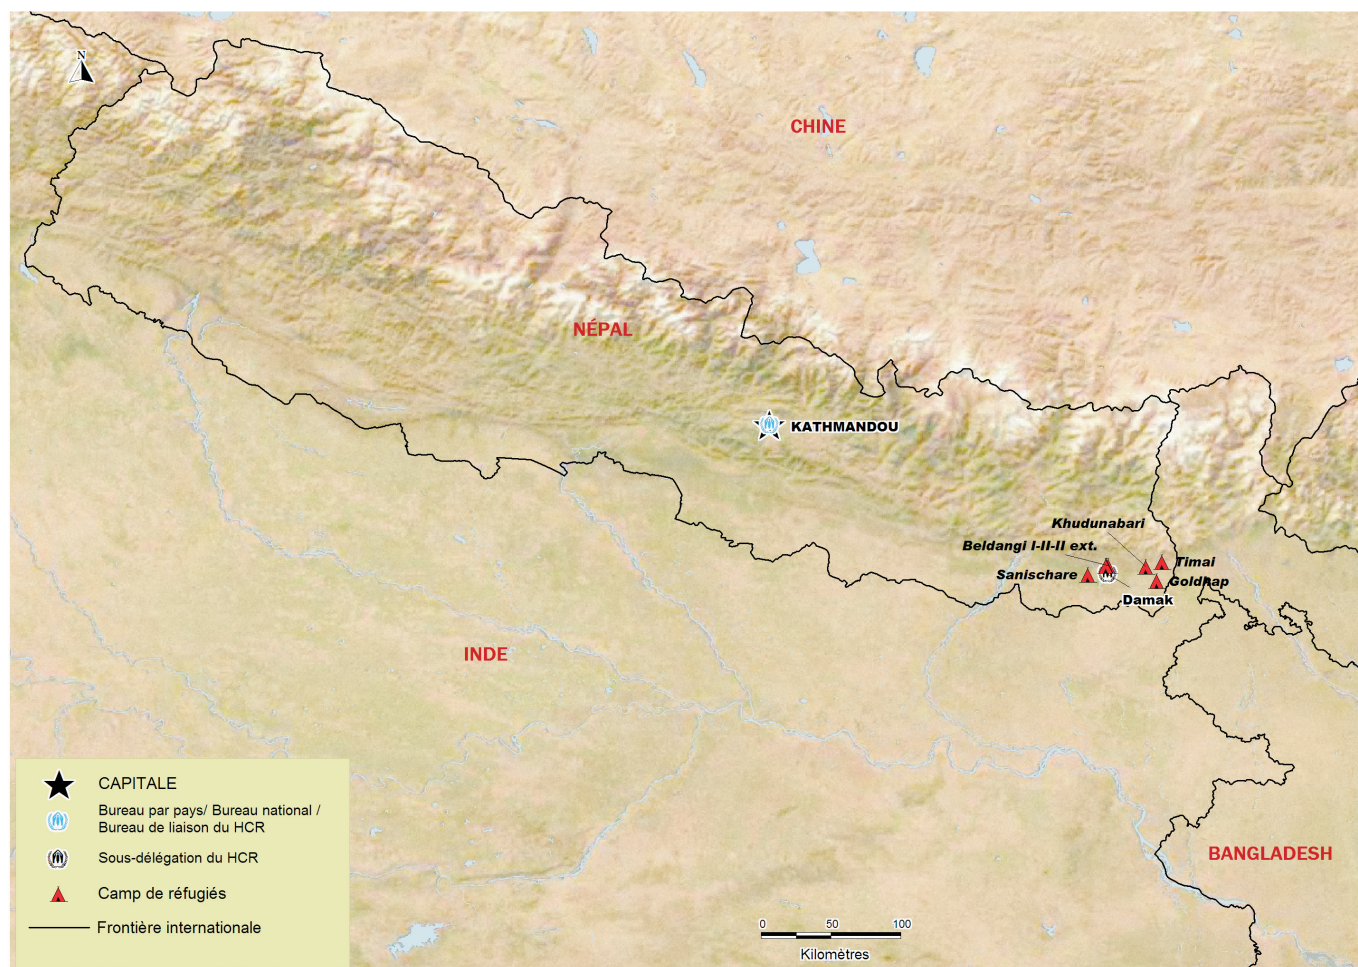 N
CHINE
NÉPAL
KATHMANDOU
Khudunabari
Beldangi I-II-II ext.
Timai
Sanischare
Goldhap
Damak
INDE
BANGLADESH
CAPITALE
Bureau par pays/ Bureau national /
Bureau de liaison du HCR
Sous-délégation du HCR
Camp de réfugiés
Frontière internationale
0 50 100
Kilomètres